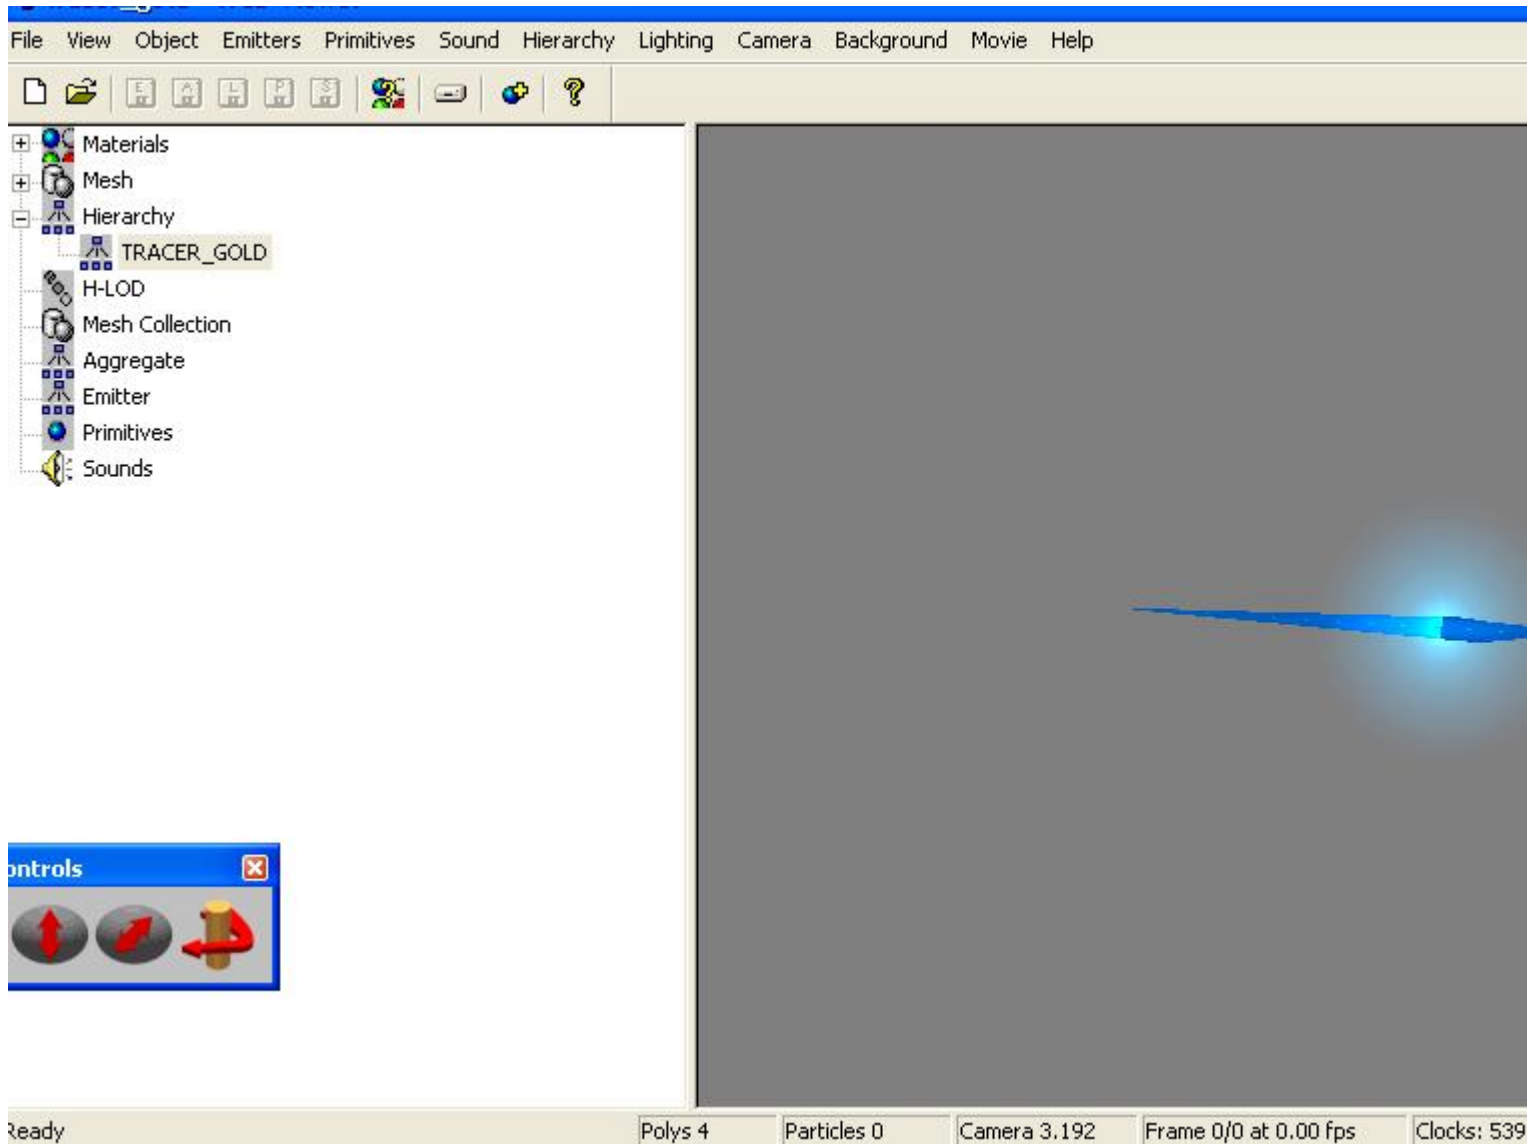 File View Object Emitters Primitives Sound Hierarchy Lighting Camera Background Movie Help
Materials
Mesh
Hierarchy
TRACER_GOLD
H-LOD
Mesh Collection
Aggregate
Emitter
Primitives
Sounds
ontrols
Ready Polys 4 Particles 0 Camera 3.192 Frame 0/0 at 0.00 fps Clocks: 539